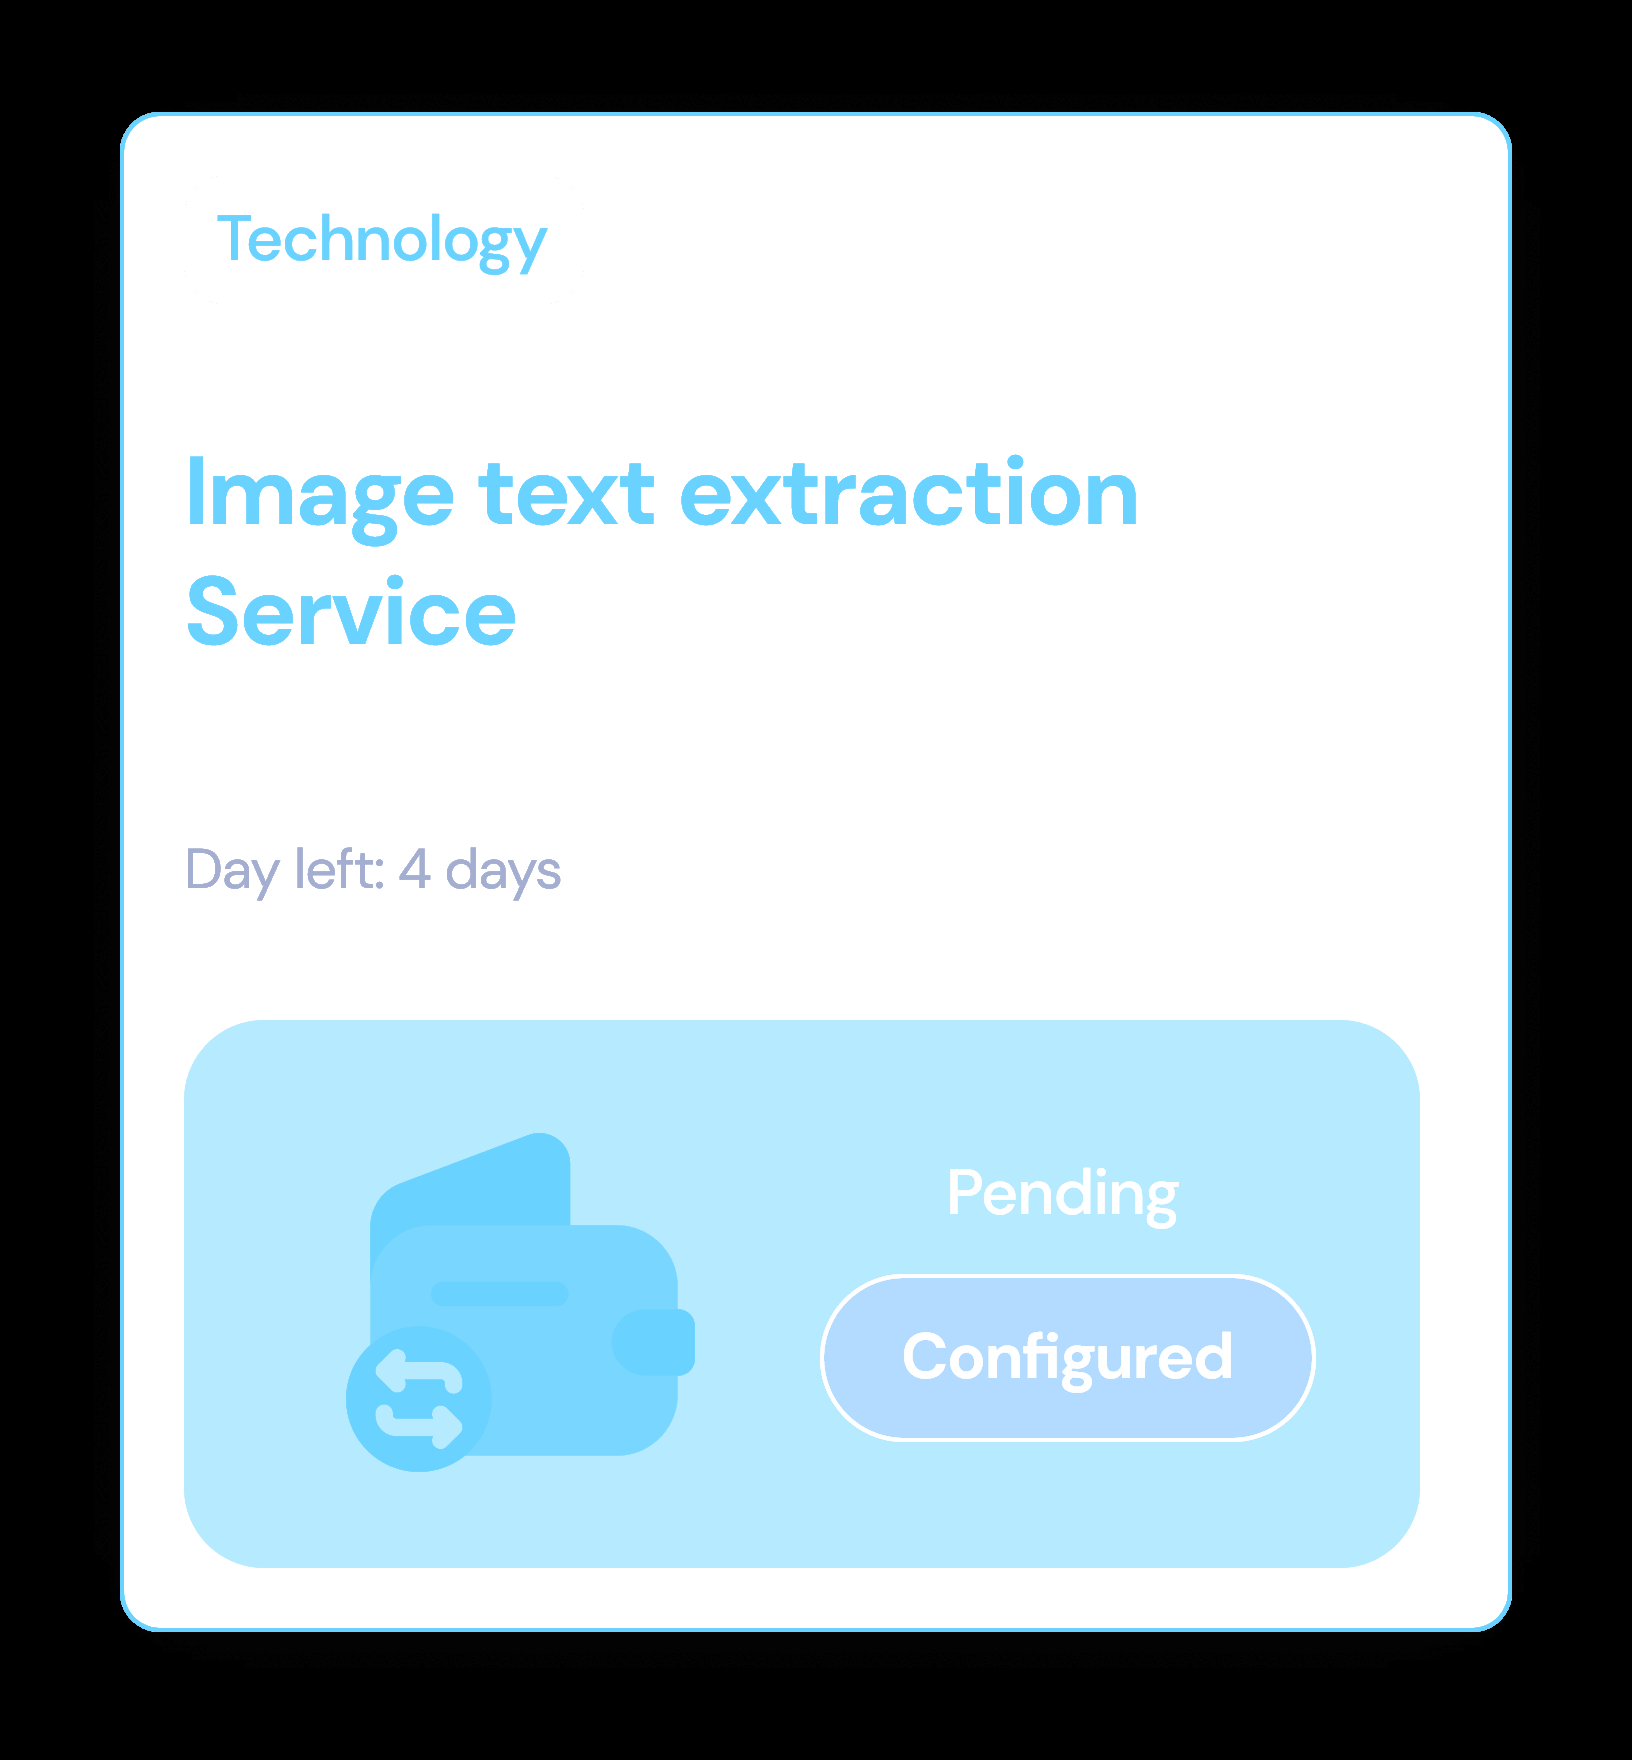 Technology
Image text extraction
Service
Day left: 4 days
Pending
Configured